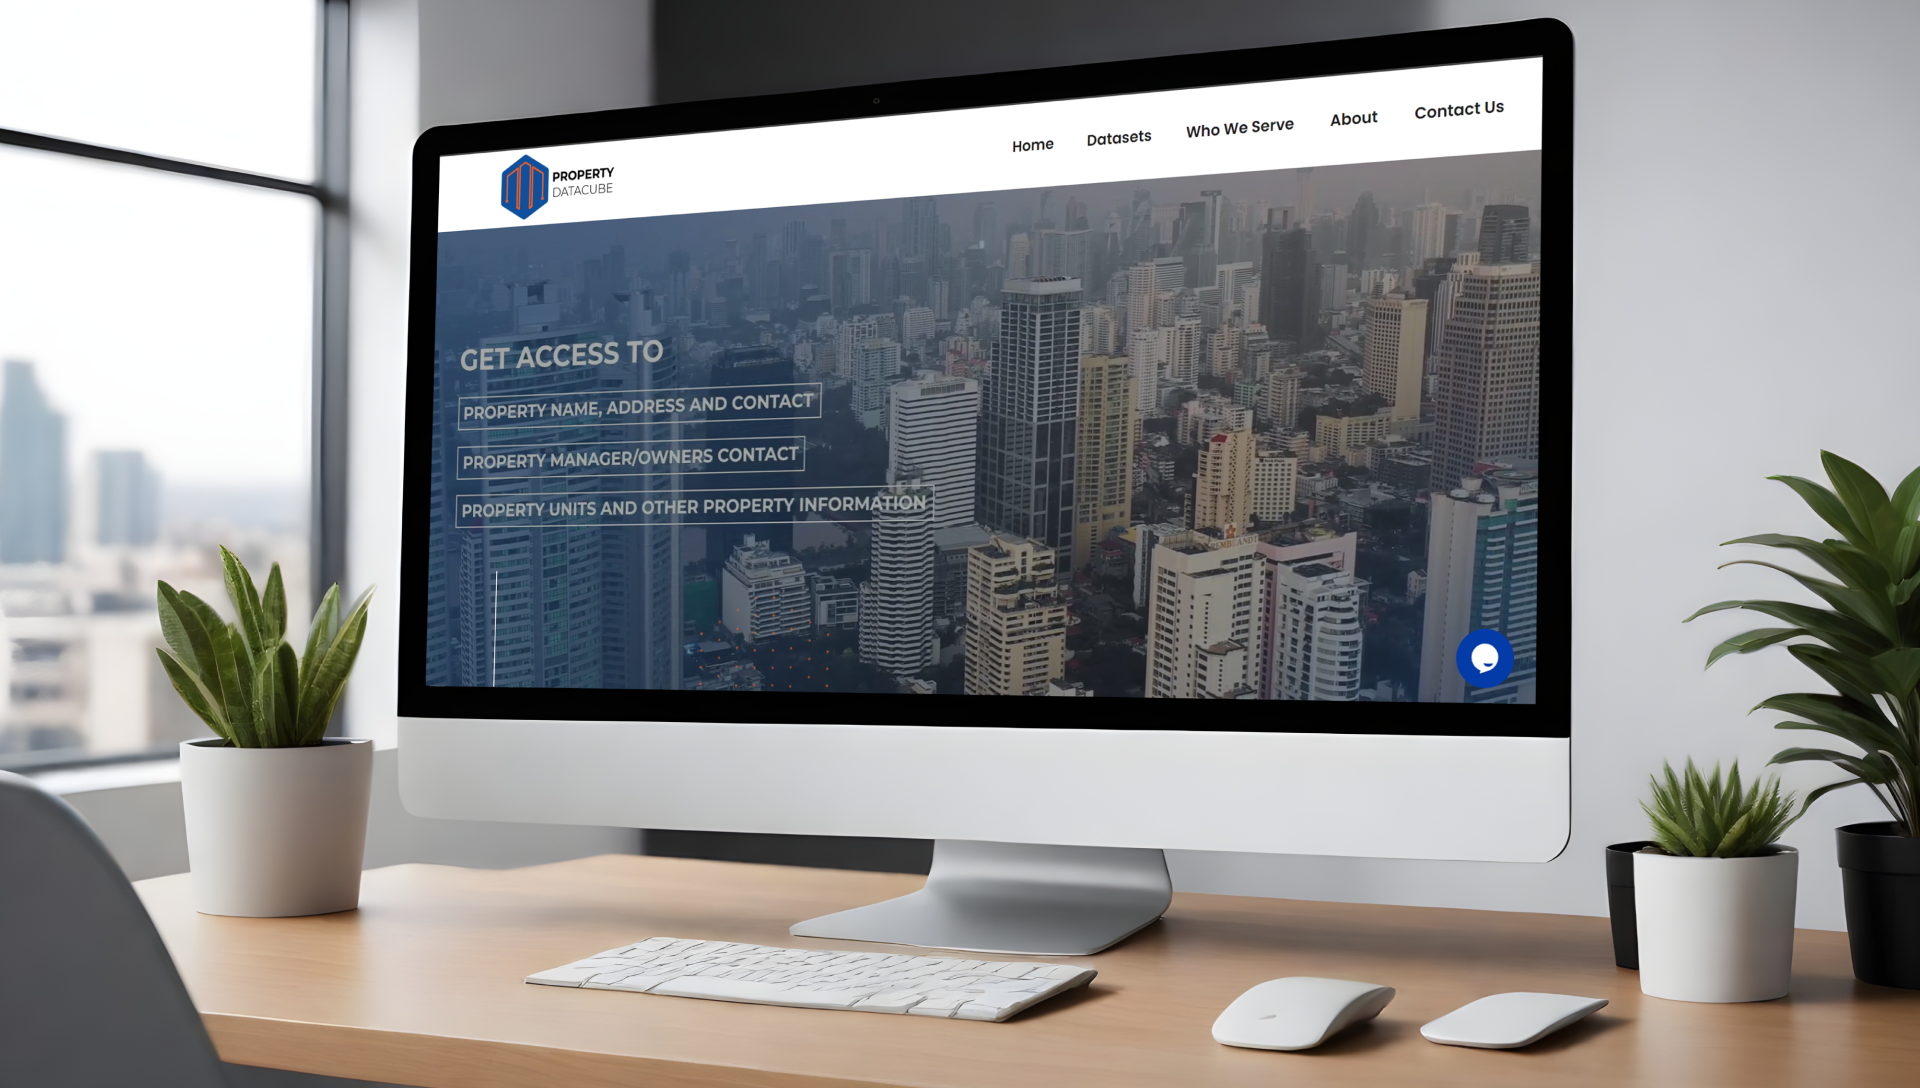 PROPERTY
DATACUBE
Home
Datasets
Who We Serve
About
Contact Us
GET ACCESS TO
PROPERTY NAME, ADDRESS AND CONTACT
PROPERTY MANAGER/OWNERS CONTACT
PROPERTY UNITS AND OTHER PROPERTY INFORMATION